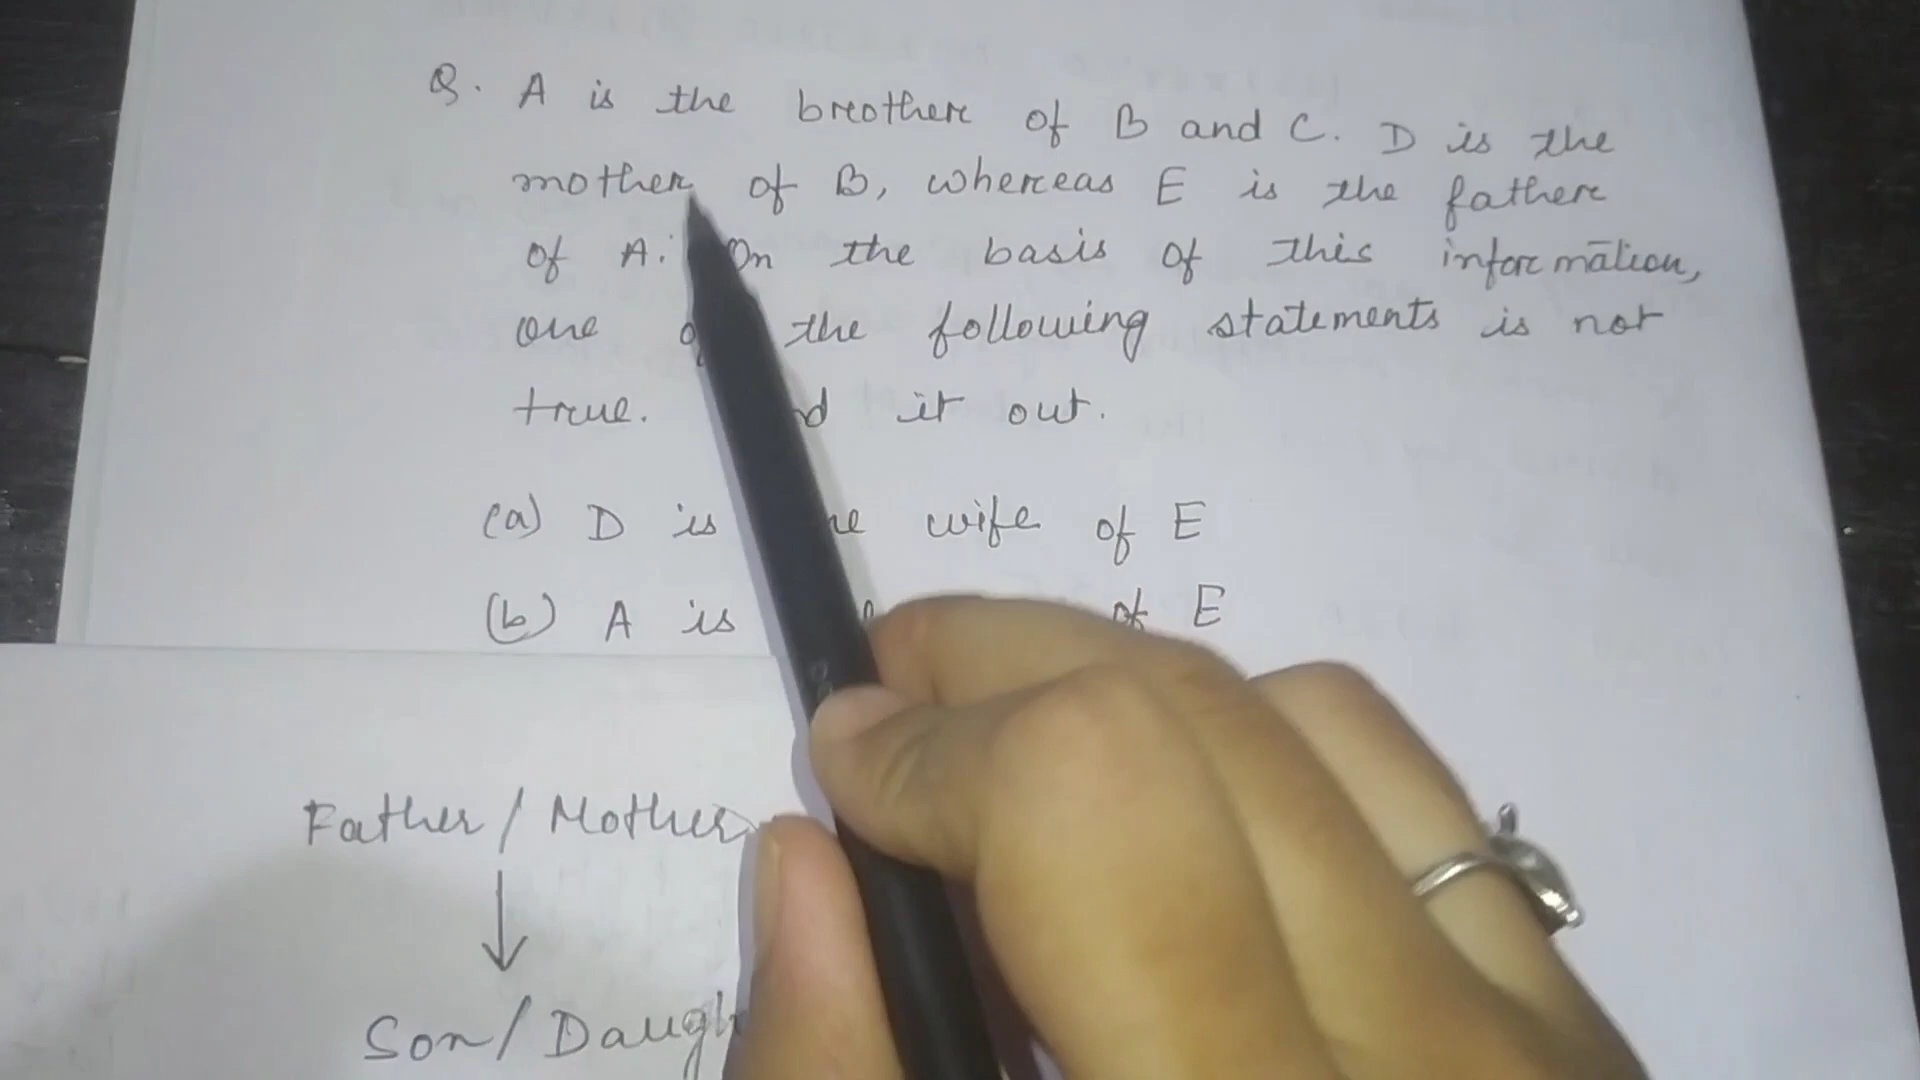 Q. A is the brother of B and C. D is the
mother of B, whereas E is the father
of A. On the basis of this information,
one the following statements is not
true. it out.
(a) D is wife of E
(b) A is of E
Father / Mother
Son /